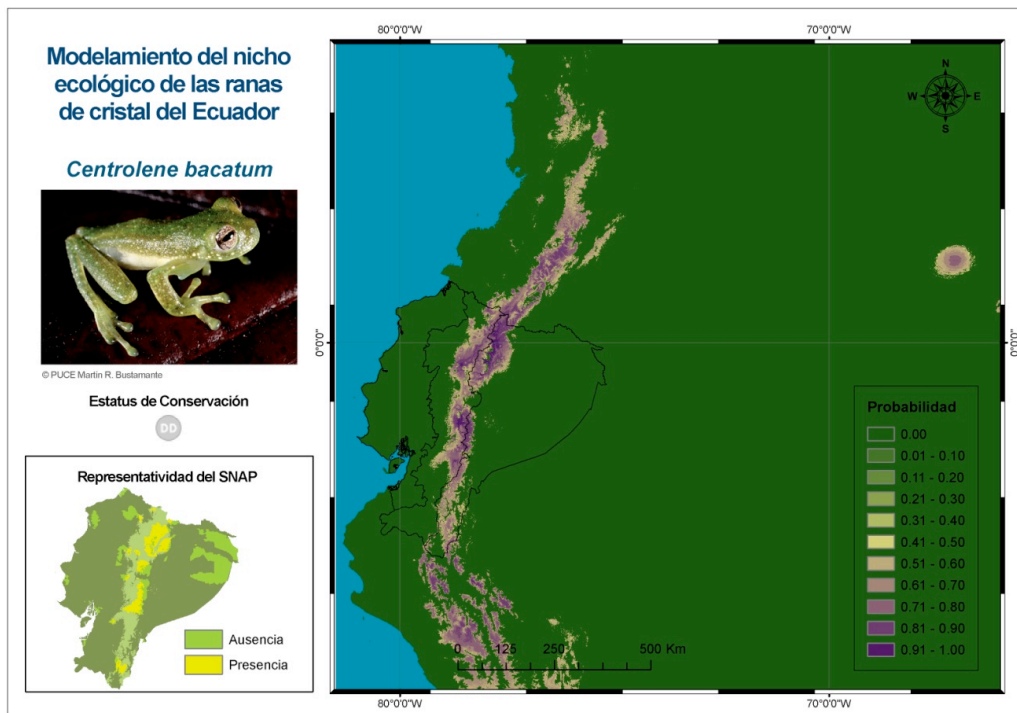 Modelamiento del nicho
ecológico de las ranas
de cristal del Ecuador
Centrolene bacatum
© PUCE Martin R. Bustamante
Estatus de Conservación
DD
Representatividad del SNAP
Ausencia
Presencia
80°0'0"W
70°0'0"W
N
W
E
S
0°0'0"
0°0'0"
Probabilidad
0.00
0.01 - 0.10
0.11 - 0.20
0.21 - 0.30
0.31 - 0.40
0.41 - 0.50
0.51 - 0.60
0.61 - 0.70
0.71 - 0.80
0.81 - 0.90
0.91 - 1.00
0 125 250 500 Km
80°0'0"W
70°0'0"W